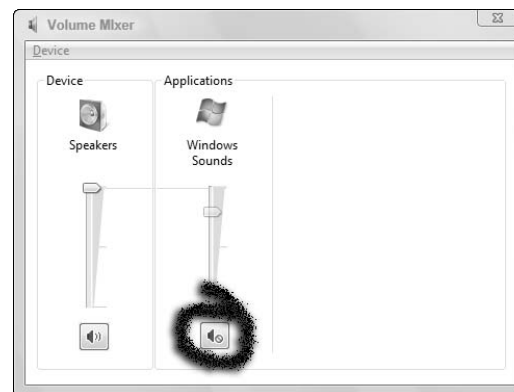 Volume Mixer
Device
Device
Applications
Speakers
Windows
Sounds